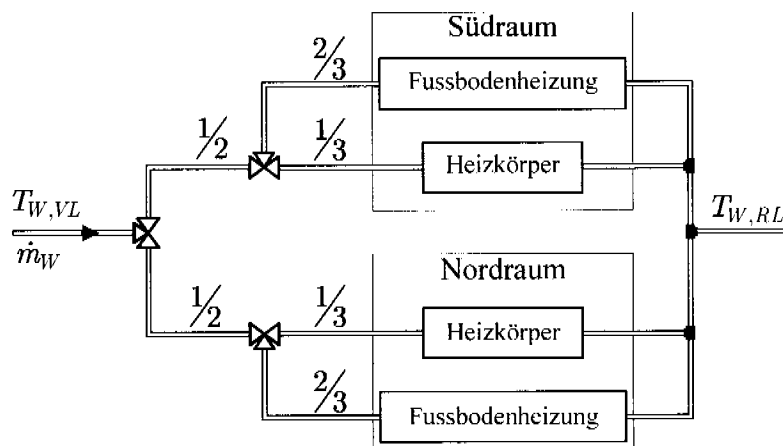 Südraum
2/3
Fussbodenheizung
1/2
1/3
Heizkörper
T_{W,VL}
ṁ_W
T_{W,RL}
Nordraum
1/2
1/3
Heizkörper
2/3
Fussbodenheizung